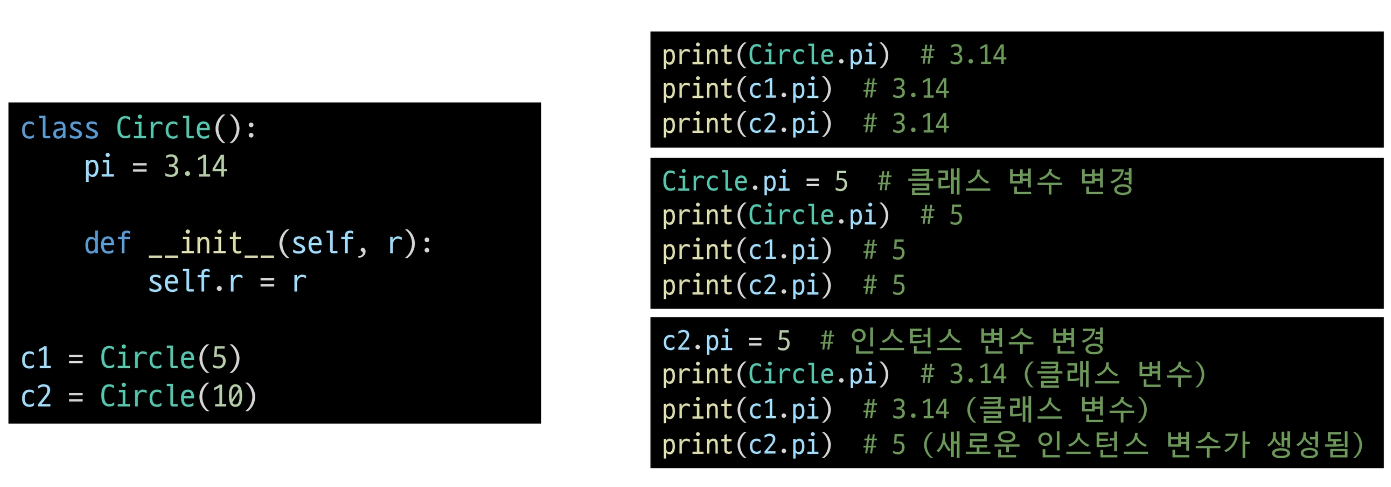 class Circle():
    pi = 3.14
    def __init__(self, r):
        self.r = r
c1 = Circle(5)
c2 = Circle(10)
print(Circle.pi)  # 3.14
print(c1.pi)  # 3.14
print(c2.pi)  # 3.14
Circle.pi = 5  # 클래스 변수 변경
print(Circle.pi)  # 5
print(c1.pi)  # 5
print(c2.pi)  # 5
c2.pi = 5  # 인스턴스 변수 변경
print(Circle.pi)  # 3.14 (클래스 변수)
print(c1.pi)  # 3.14 (클래스 변수)
print(c2.pi)  # 5 (새로운 인스턴스 변수가 생성됨)